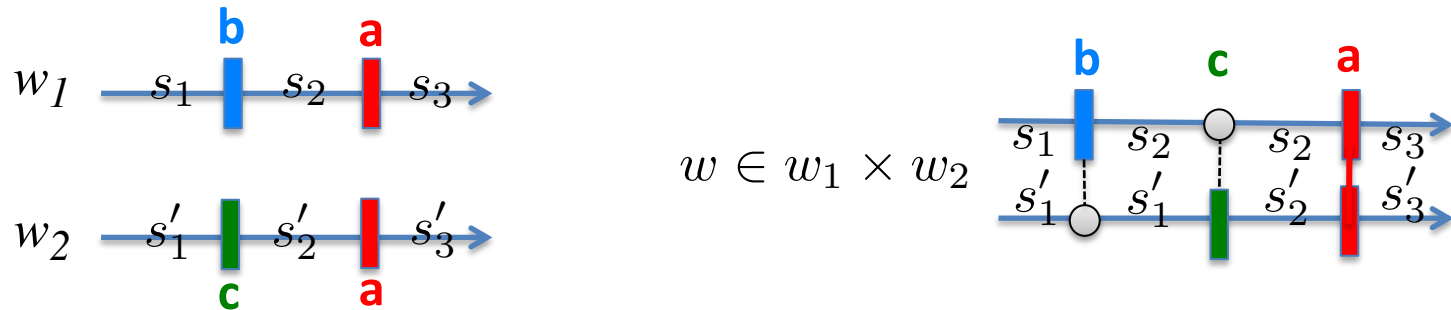 b a
w₁ s₁ s₂ s₃
w₂ s′₁ s′₂ s′₃
c a
b c a
s₁ s₂ s₂ s₃
w ∈ w₁ × w₂
s′₁ s′₁ s′₂ s′₃